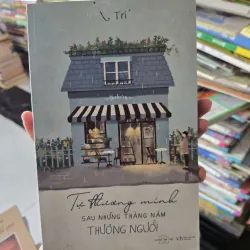 Tri
Tự thương mình
SAU NHỮNG THÁNG NĂM
THƯƠNG NGƯỜI